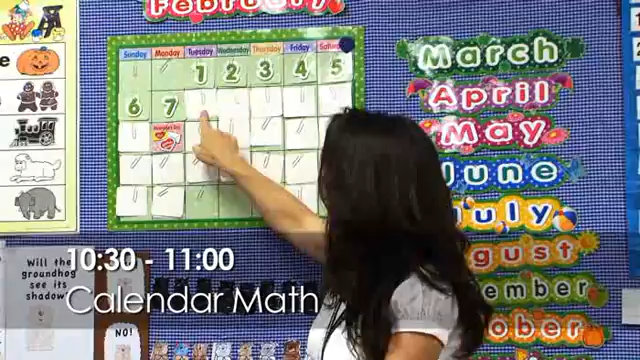 February
Sunday Monday Tuesday Wednesday Thursday Friday
1 2 3 4 5
6 7
March
April
May
June
July
Will the
groundhog
see its
shadow
NO!
10:30 - 11:00
Calendar Math